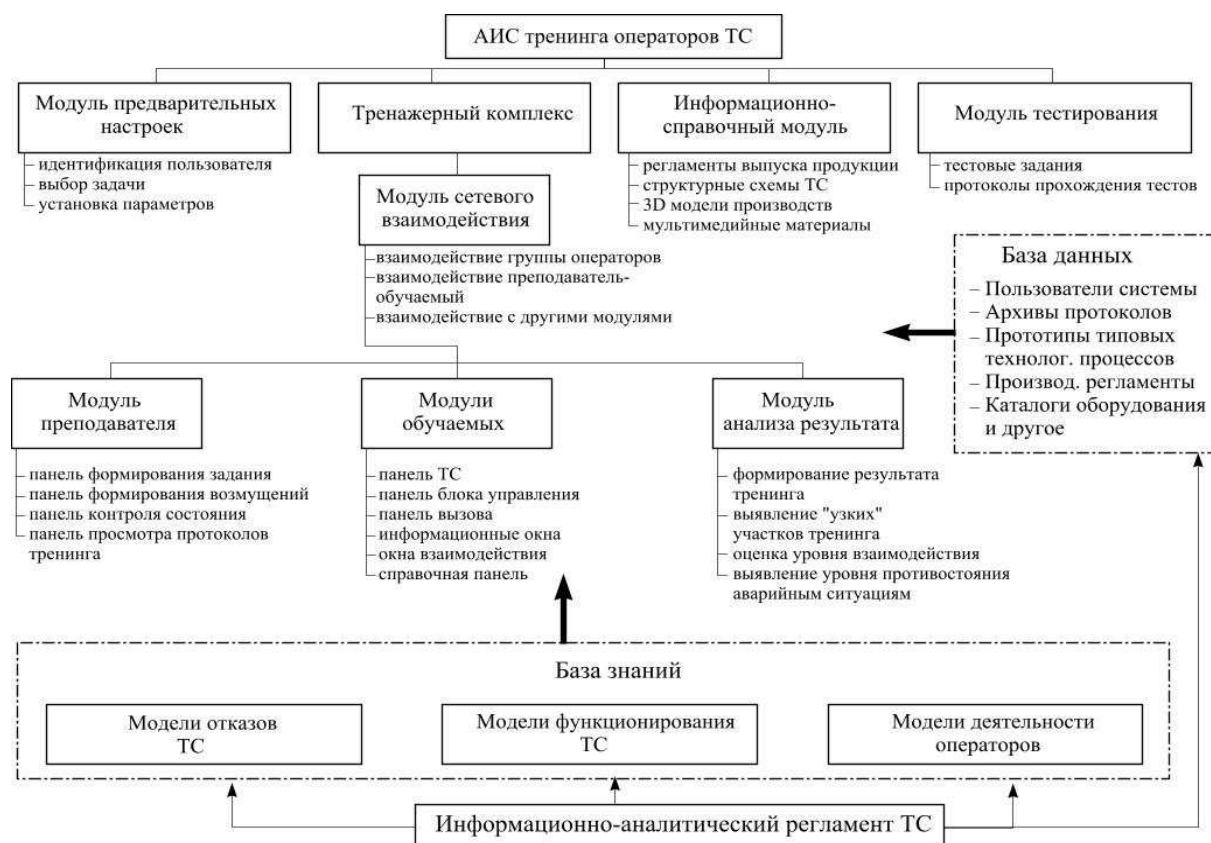 АИС тренинга операторов ТС
Модуль предварительных
настроек
идентификация пользователя
выбор задачи
установка параметров
Тренажерный комплекс
Информационно-
справочный модуль
регламенты выпуска продукции
структурные схемы ТС
3D модели производств
мультимедийные материалы
Модуль тестирования
тестовые задания
протоколы прохождения тестов
Модуль сетевого
взаимодействия
взаимодействие группы операторов
взаимодействие преподаватель-
обучаемый
взаимодействие с другими модулями
База данных
– Пользователи системы
– Архивы протоколов
– Прототипы типовых
технолог. процессов
– Производ. регламенты
– Каталоги оборудования
и другое
Модуль
преподавателя
панель формирования задания
панель формирования возмущений
панель контроля состояния
панель просмотра протоколов
тренинга
Модули
обучаемых
панель ТС
панель блока управления
панель вызова
информационные окна
окна взаимодействия
справочная панель
Модуль
анализа результата
формирование результата
тренинга
выявление "узких"
участков тренинга
оценка уровня взаимодействия
выявление уровня противостояния
аварийным ситуациям
База знаний
Модели отказов
ТС
Модели функционирования
ТС
Модели деятельности
операторов
Информационно-аналитический регламент ТС